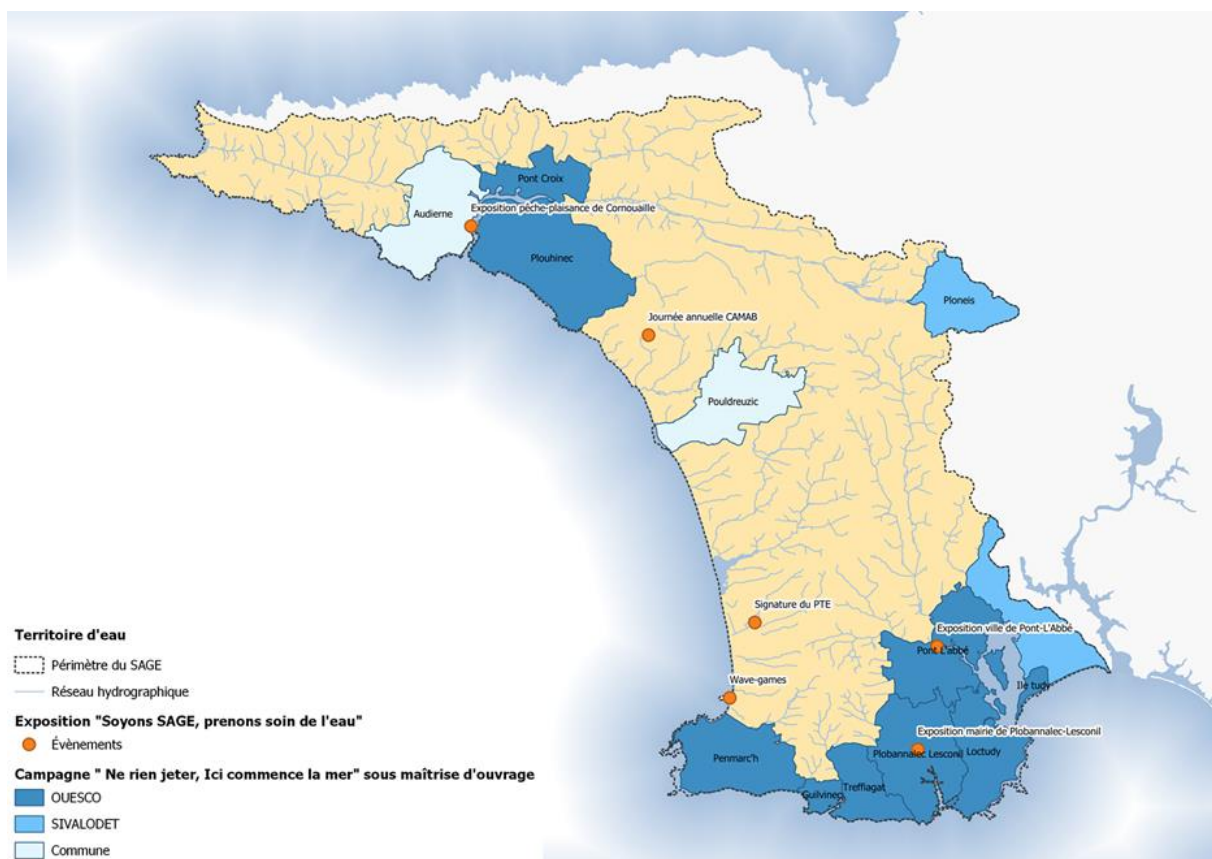 Pont Croix
Audierne
Exposition pêche-plaisance de Cornouaille
Plouhinec
Ploneis
Journée annuelle CAMAB
Pouldreuzic
Signature du PTE
Exposition ville de Pont-L'Abbé
Pont L'abbé
Ile tudy
Wave-games
Exposition mairie de Plobannalec-Lesconil
Penmarc'h
Plobannalec Lesconil
Loctudy
Guilvinec
Treffiagat
Territoire d'eau
Périmètre du SAGE
Réseau hydrographique
Exposition "Soyons SAGE, prenons soin de l'eau"
Évènements
Campagne " Ne rien jeter, Ici commence la mer" sous maîtrise d'ouvrage
OUESCO
SIVALODET
Commune